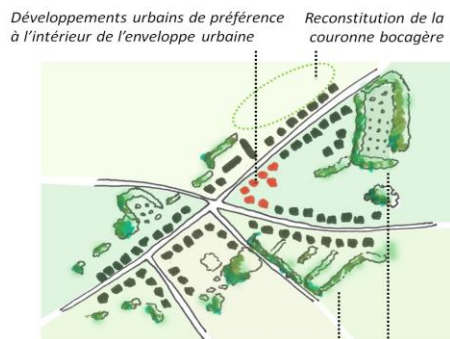 Développements urbains de préférence
à l’intérieur de l’enveloppe urbaine
Reconstitution de la
couronne bocagère